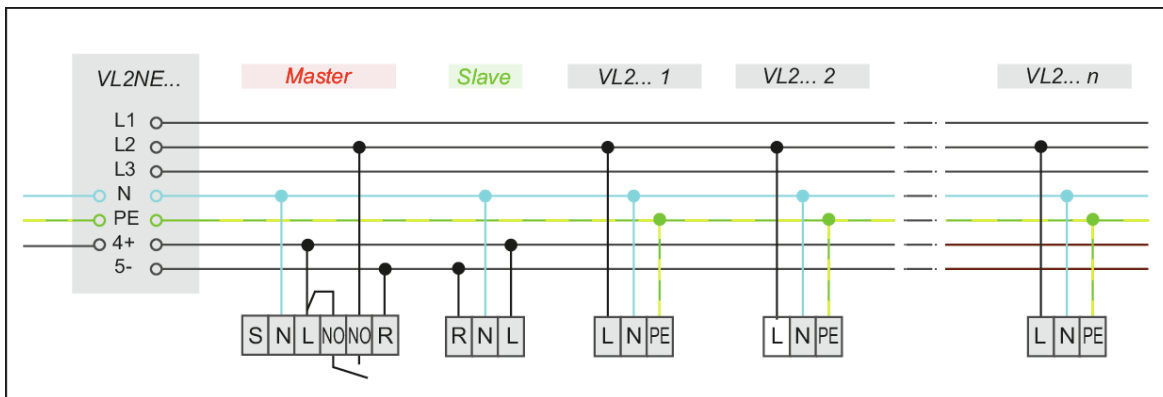 VL2NE... Master Slave VL2... 1 VL2... 2 VL2... n
L1
L2
L3
N
PE
4+
5-
S N L NO NO R R N L L N PE L N PE L N PE